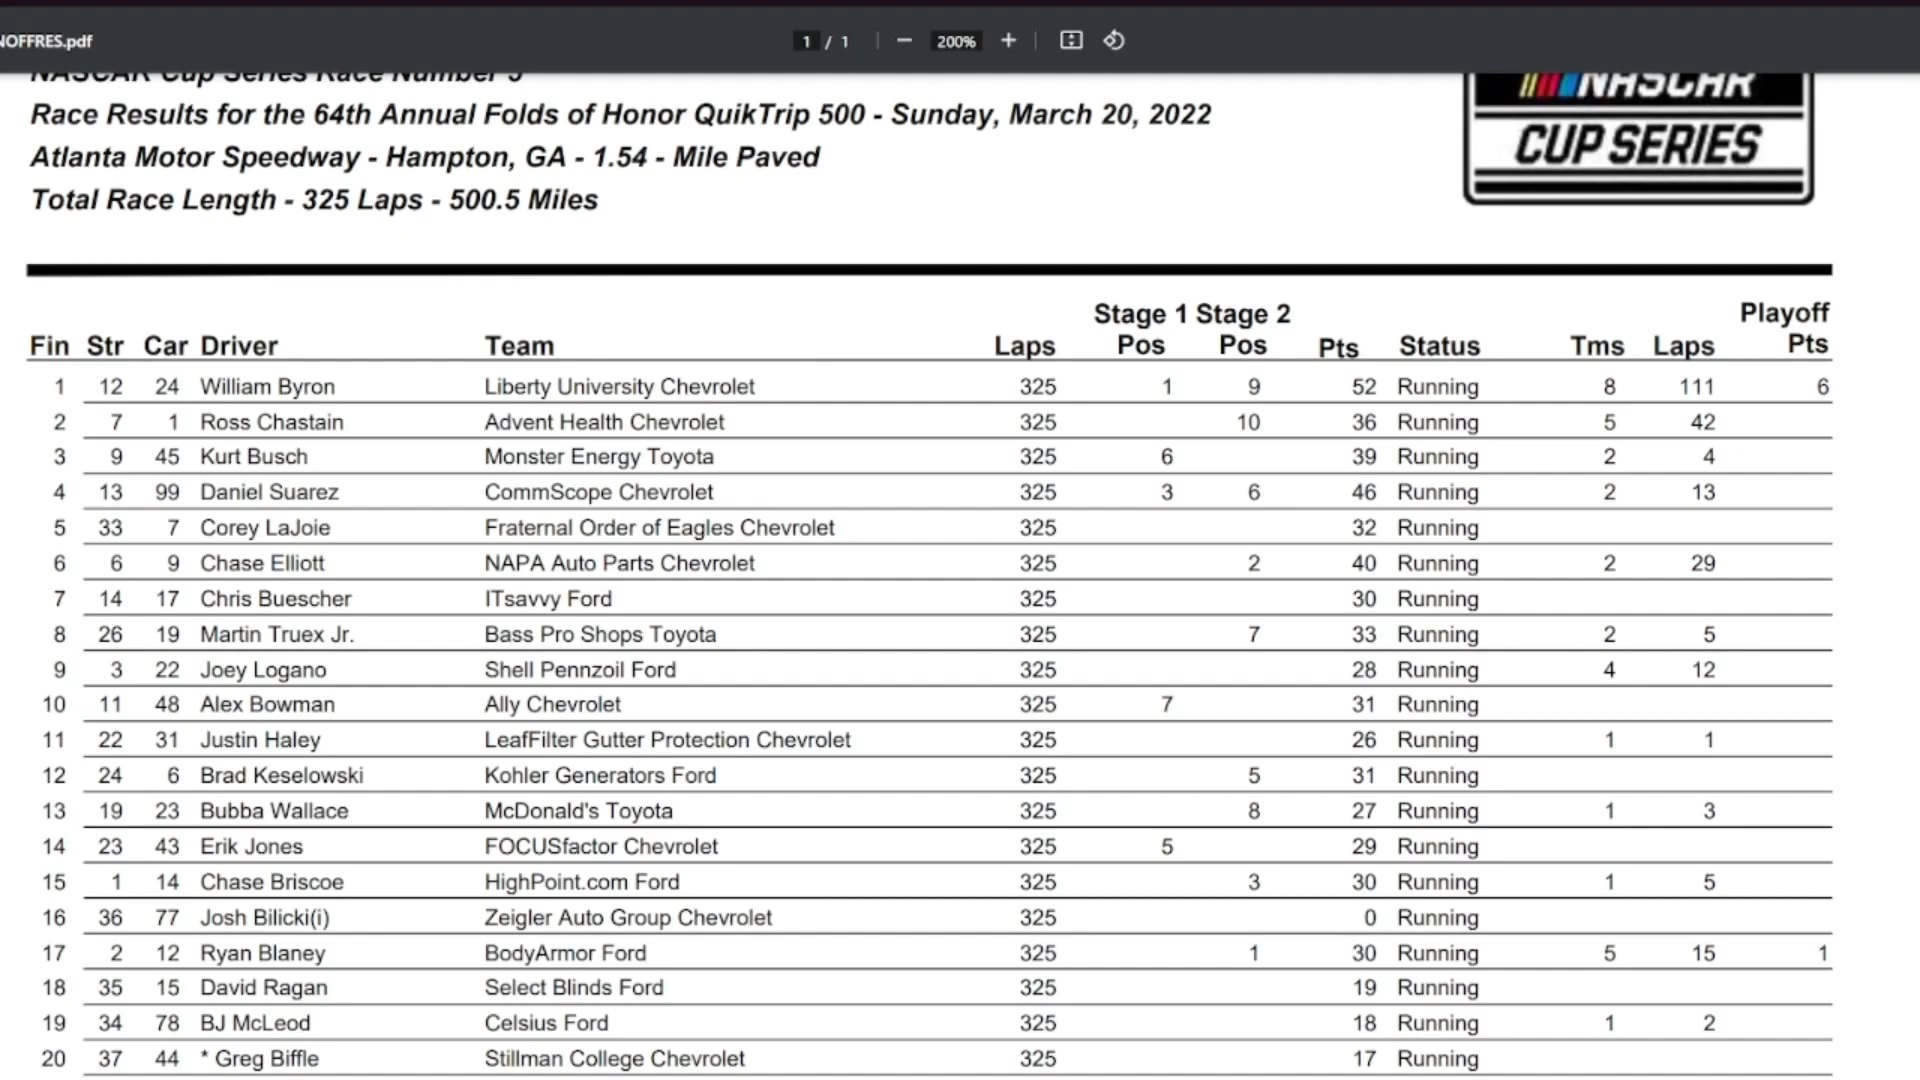 NOFFRES.pdf
1 / 1 — 200% +
NASCAR Cup Series Race Number 5
Race Results for the 64th Annual Folds of Honor QuikTrip 500 - Sunday, March 20, 2022
Atlanta Motor Speedway - Hampton, GA - 1.54 - Mile Paved
Total Race Length - 325 Laps - 500.5 Miles
NASCAR
CUP SERIES
Stage 1 Stage 2 Playoff
Fin Str Car Driver Team Laps Pos Pos Pts Status Tms Laps Pts
1 12 24 William Byron Liberty University Chevrolet 325 1 9 52 Running 8 111 6
2 7 1 Ross Chastain Advent Health Chevrolet 325 10 36 Running 5 42
3 9 45 Kurt Busch Monster Energy Toyota 325 6 39 Running 2 4
4 13 99 Daniel Suarez CommScope Chevrolet 325 3 6 46 Running 2 13
5 33 7 Corey LaJoie Fraternal Order of Eagles Chevrolet 325 32 Running
6 6 9 Chase Elliott NAPA Auto Parts Chevrolet 325 2 40 Running 2 29
7 14 17 Chris Buescher ITsavvy Ford 325 30 Running
8 26 19 Martin Truex Jr. Bass Pro Shops Toyota 325 7 33 Running 2 5
9 3 22 Joey Logano Shell Pennzoil Ford 325 28 Running 4 12
10 11 48 Alex Bowman Ally Chevrolet 325 7 31 Running
11 22 31 Justin Haley LeafFilter Gutter Protection Chevrolet 325 26 Running 1 1
12 24 6 Brad Keselowski Kohler Generators Ford 325 5 31 Running
13 19 23 Bubba Wallace McDonald's Toyota 325 8 27 Running 1 3
14 23 43 Erik Jones FOCUSfactor Chevrolet 325 5 29 Running
15 1 14 Chase Briscoe HighPoint.com Ford 325 3 30 Running 1 5
16 36 77 Josh Bilicki(i) Zeigler Auto Group Chevrolet 325 0 Running
17 2 12 Ryan Blaney BodyArmor Ford 325 1 30 Running 5 15 1
18 35 15 David Ragan Select Blinds Ford 325 19 Running
19 34 78 BJ McLeod Celsius Ford 325 18 Running 1 2
20 37 44 * Greg Biffle Stillman College Chevrolet 325 17 Running